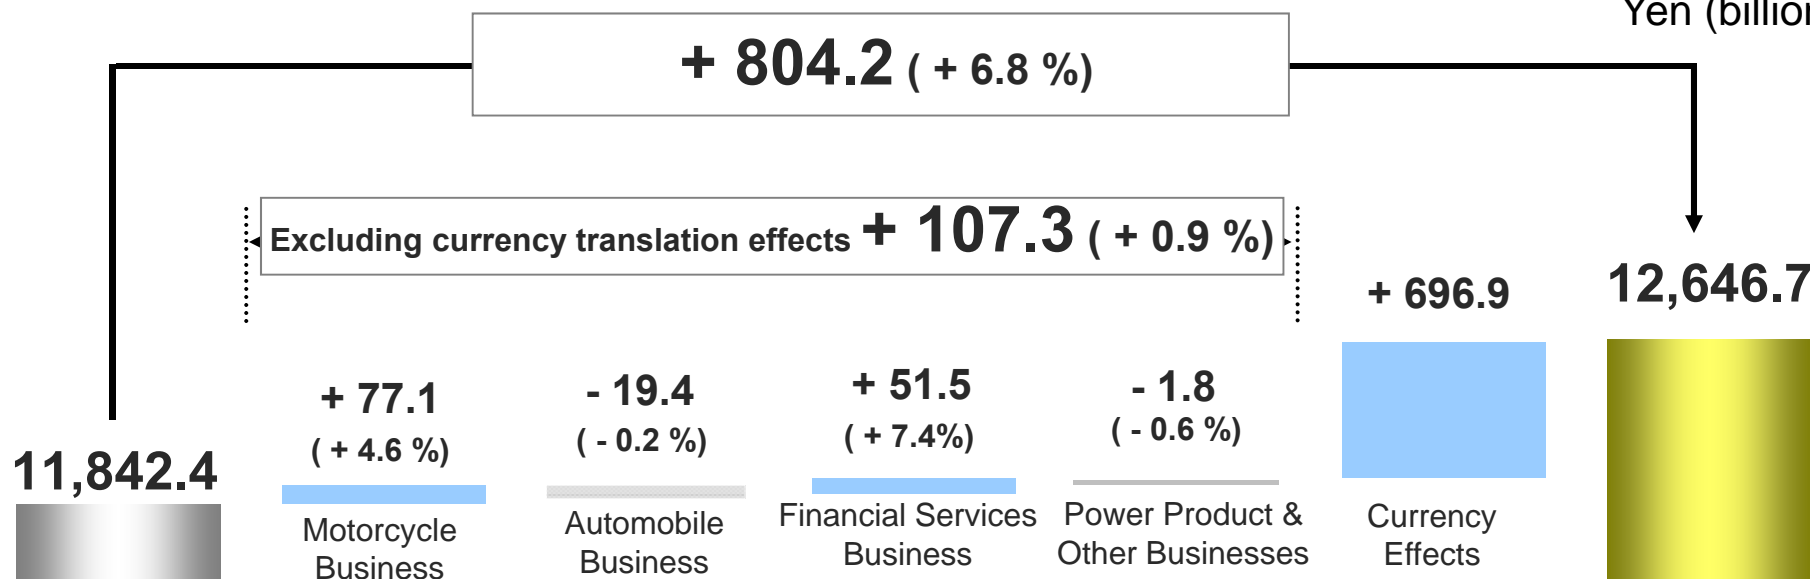 Yen (billion
+ 804.2 ( + 6.8 %)
Excluding currency translation effects + 107.3 ( + 0.9 %)
+ 696.9
12,646.7
+ 77.1
( + 4.6 %)
- 19.4
( - 0.2 %)
+ 51.5
( + 7.4%)
- 1.8
( - 0.6 %)
11,842.4
Motorcycle
Business
Automobile
Business
Financial Services
Business
Power Product &
Other Businesses
Currency
Effects